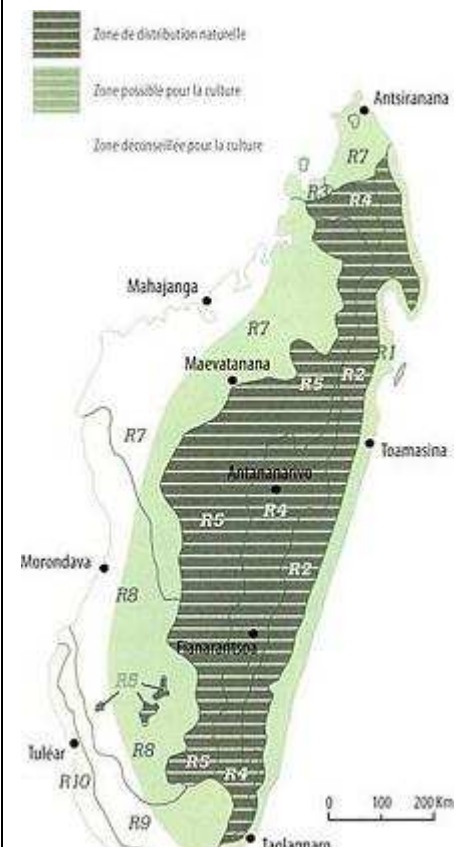 Zone de distribution naturelle
Zone possible pour la culture
Zone déconseillée pour la culture
Antsiranana
R7
R3
R4
Mahajanga
R7
R1
Maevatanana
R5
R2
Toamasina
R7
Antananarivo
R4
R5
Morondava
R2
R8
Fianarantsoa
R8
Tuléar
R5
R4
R10
R9
0 100 200 Km